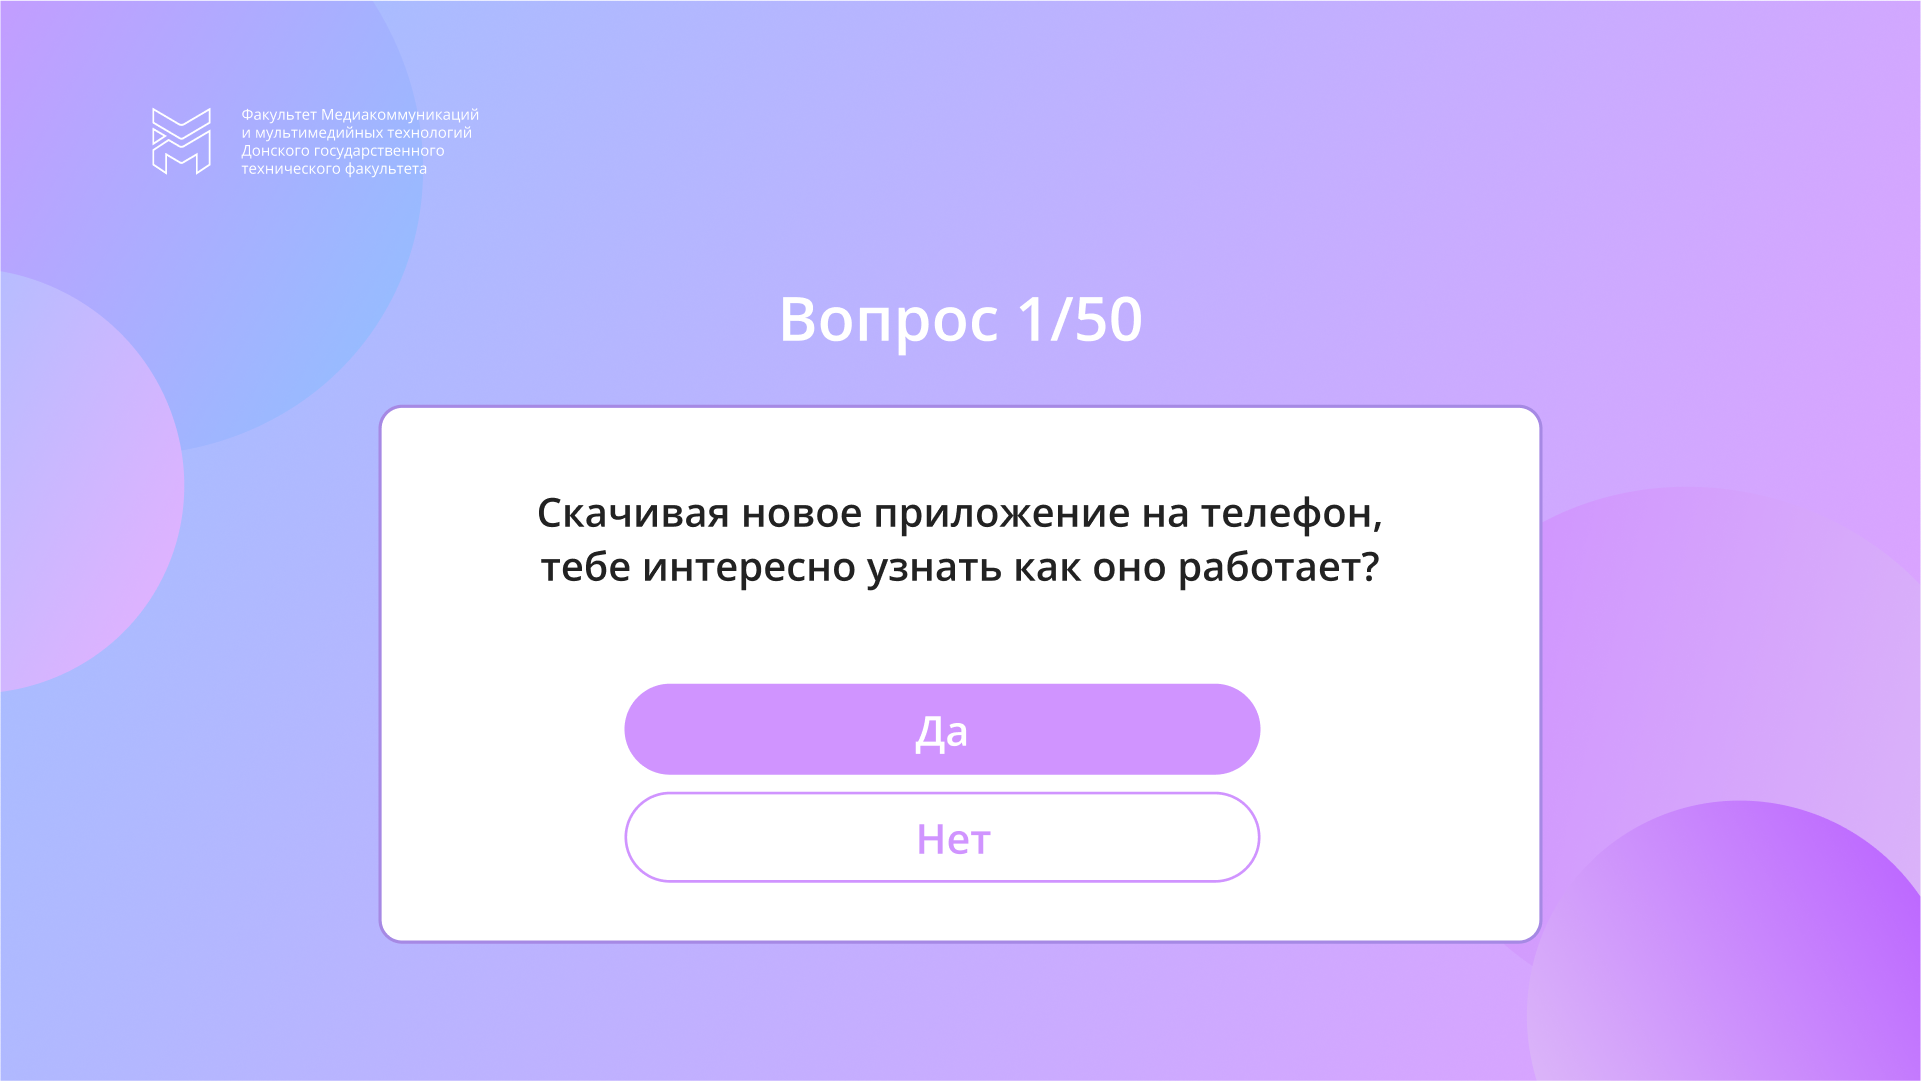 Факультет Медиакоммуникаций
и мультимедийных технологий
Донского государственного
технического факультета
Вопрос 1/50
Скачивая новое приложение на телефон,
тебе интересно узнать как оно работает?
Да
Нет